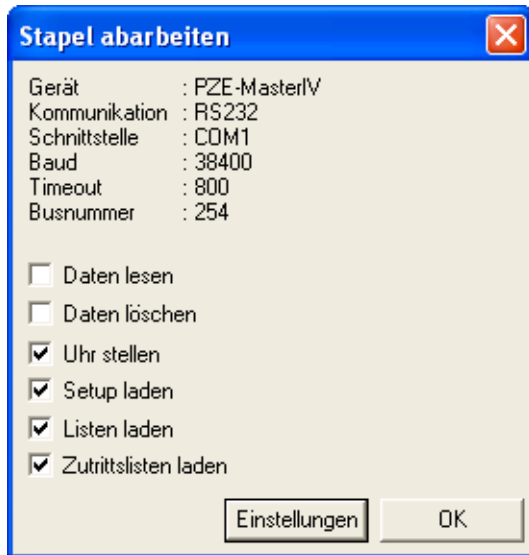 Stapel abarbeiten
Gerät : PZE-MasterIV
Kommunikation : RS232
Schnittstelle : COM1
Baud : 38400
Timeout : 800
Busnummer : 254
Daten lesen
Daten löschen
Uhr stellen
Setup laden
Listen laden
Zutrittslisten laden
Einstellungen OK